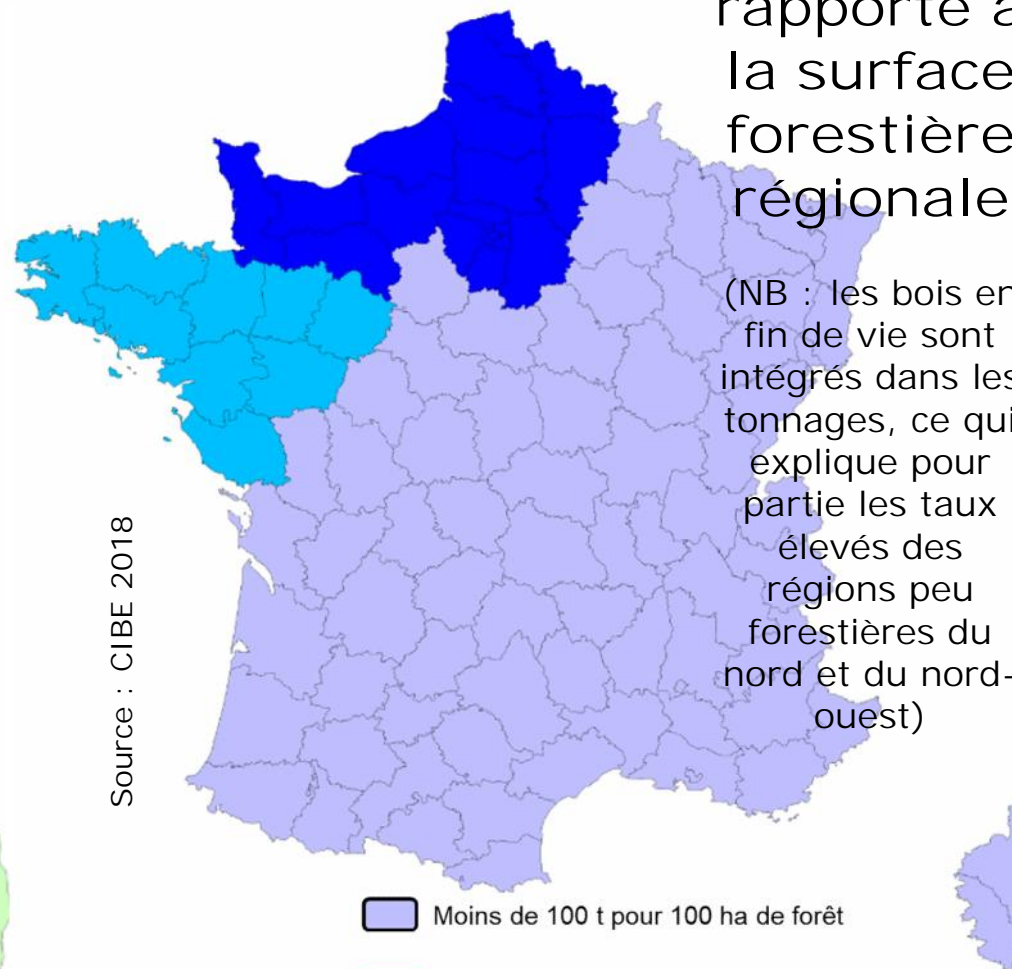 rapporté à
la surface
forestière
régionale
(NB : les bois en
fin de vie sont
intégrés dans les
tonnages, ce qui
explique pour
partie les taux
élevés des
régions peu
forestières du
nord et du nord-
ouest)
Source : CIBE 2018
Moins de 100 t pour 100 ha de forêt